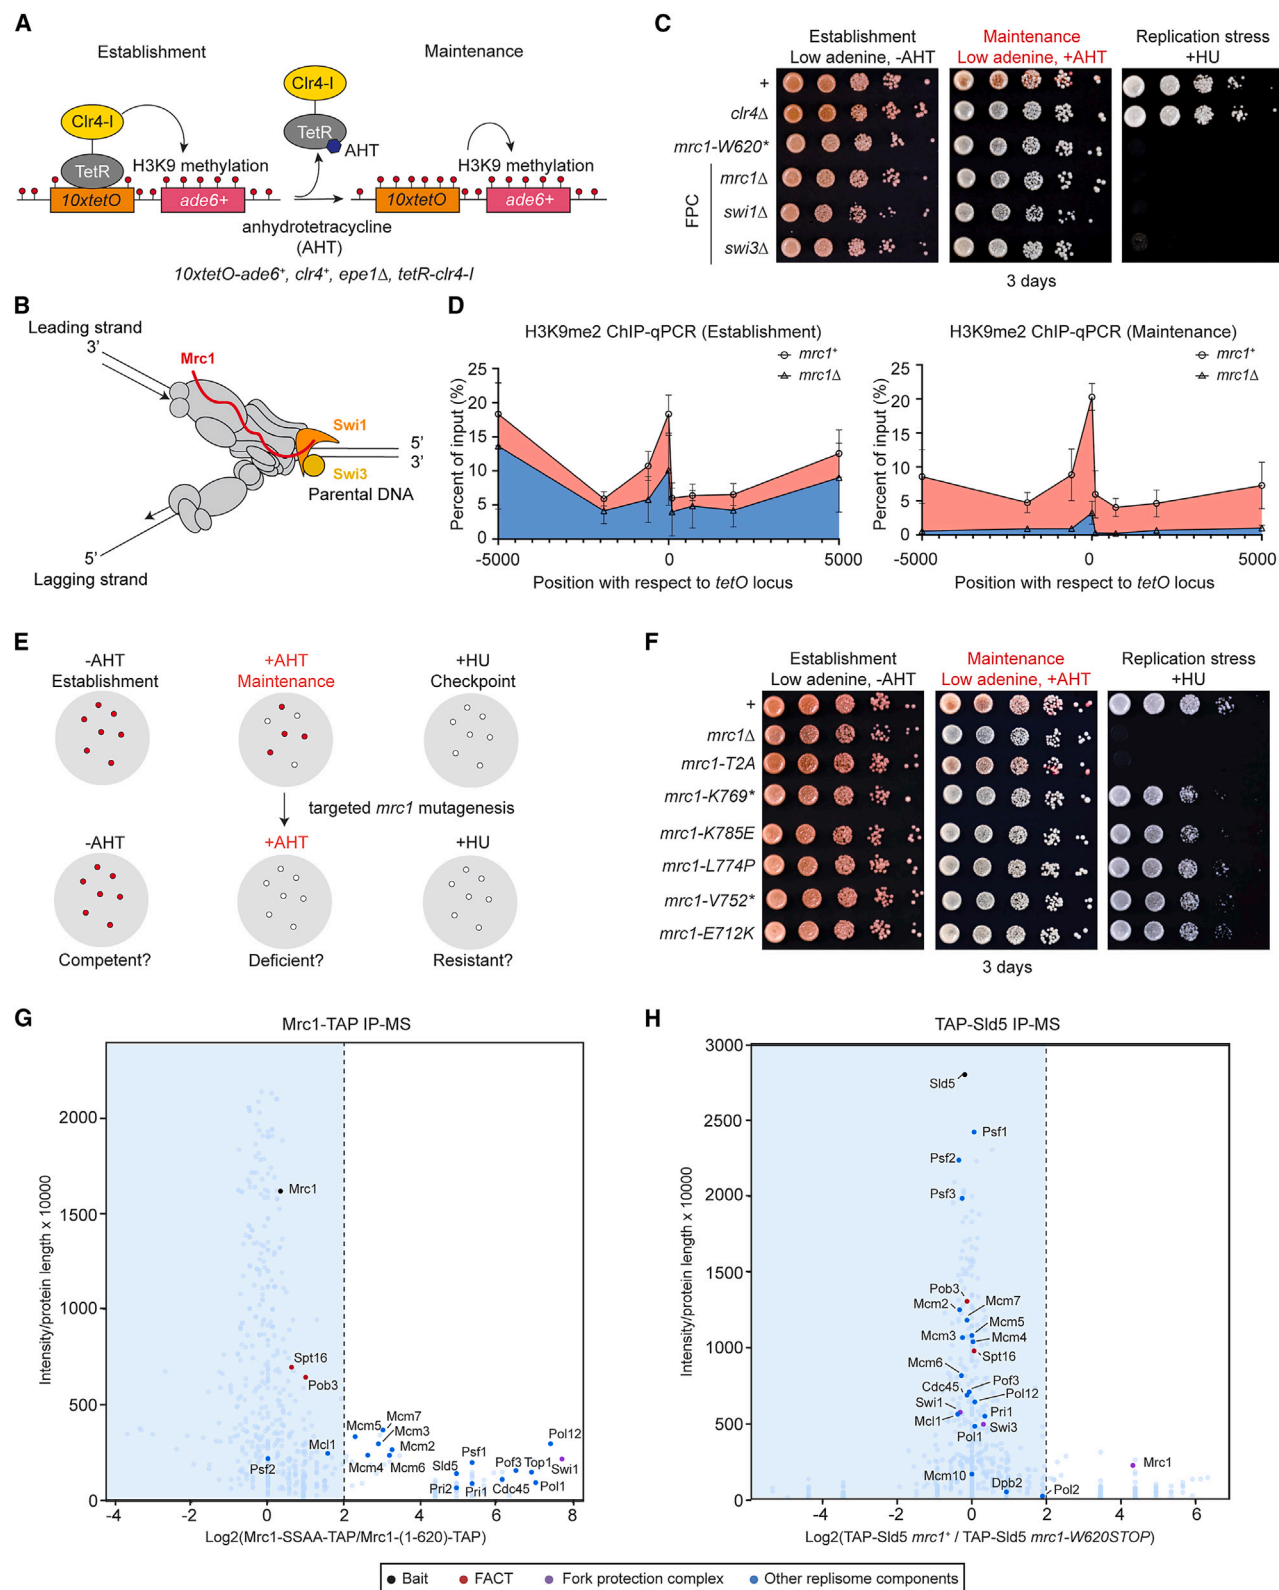 A
Establishment
Maintenance
Clr4-I
TetR
H3K9 methylation
10xtetO
ade6+
Clr4-I
TetR
AHT
anhydrotetracycline
(AHT)
H3K9 methylation
10xtetO
ade6+
10xtetO-ade6⁺, clr4⁺, epe1Δ, tetR-clr4-I
B
Leading strand
3’
Mrc1
Swi1
5’
3’
Swi3
Parental DNA
5’
Lagging strand
C
Establishment
Low adenine, -AHT
Maintenance
Low adenine, +AHT
Replication stress
+HU
+
clr4Δ
mrc1-W620*
mrc1Δ
swi1Δ
swi3Δ
FPC
3 days
D
H3K9me2 ChIP-qPCR (Establishment)
mrc1⁺
mrc1Δ
Percent of input (%)
25
20
15
10
5
0
-5000
0
5000
Position with respect to tetO locus
H3K9me2 ChIP-qPCR (Maintenance)
mrc1⁺
mrc1Δ
Percent of input (%)
25
20
15
10
5
0
-5000
0
5000
Position with respect to tetO locus
E
-AHT
Establishment
+AHT
Maintenance
+HU
Checkpoint
targeted mrc1 mutagenesis
-AHT
+AHT
+HU
Competent?
Deficient?
Resistant?
F
Establishment
Low adenine, -AHT
Maintenance
Low adenine, +AHT
Replication stress
+HU
+
mrc1Δ
mrc1-T2A
mrc1-K769*
mrc1-K785E
mrc1-L774P
mrc1-V752*
mrc1-E712K
3 days
G
Mrc1-TAP IP-MS
Intensity/protein length x 10000
2000
1500
1000
500
0
Mrc1
Spt16
Pob3
Mcl1
Psf2
Mcm5
Mcm7
Mcm3
Mcm2
Mcm4
Mcm6
Sld5
Psf1
Pri2
Pri1
Pof3
Top1
Cdc45
Pol1
Pol12
Swi1
-4
-2
0
2
4
6
8
Log2(Mrc1-SSAA-TAP/Mrc1-(1-620)-TAP)
H
TAP-Sld5 IP-MS
Intensity/protein length x 10000
3000
2500
2000
1500
1000
500
0
Sld5
Psf1
Psf2
Psf3
Pob3
Mcm2
Mcm7
Mcm5
Mcm3
Mcm4
Spt16
Mcm6
Cdc45
Pof3
Pol12
Swi1
Mcl1
Pri1
Swi3
Pol1
Mcm10
Dpb2
Pol2
Mrc1
-4
-2
0
2
4
6
Log2(TAP-Sld5 mrc1⁺ / TAP-Sld5 mrc1-W620STOP)
Bait
FACT
Fork protection complex
Other replisome components